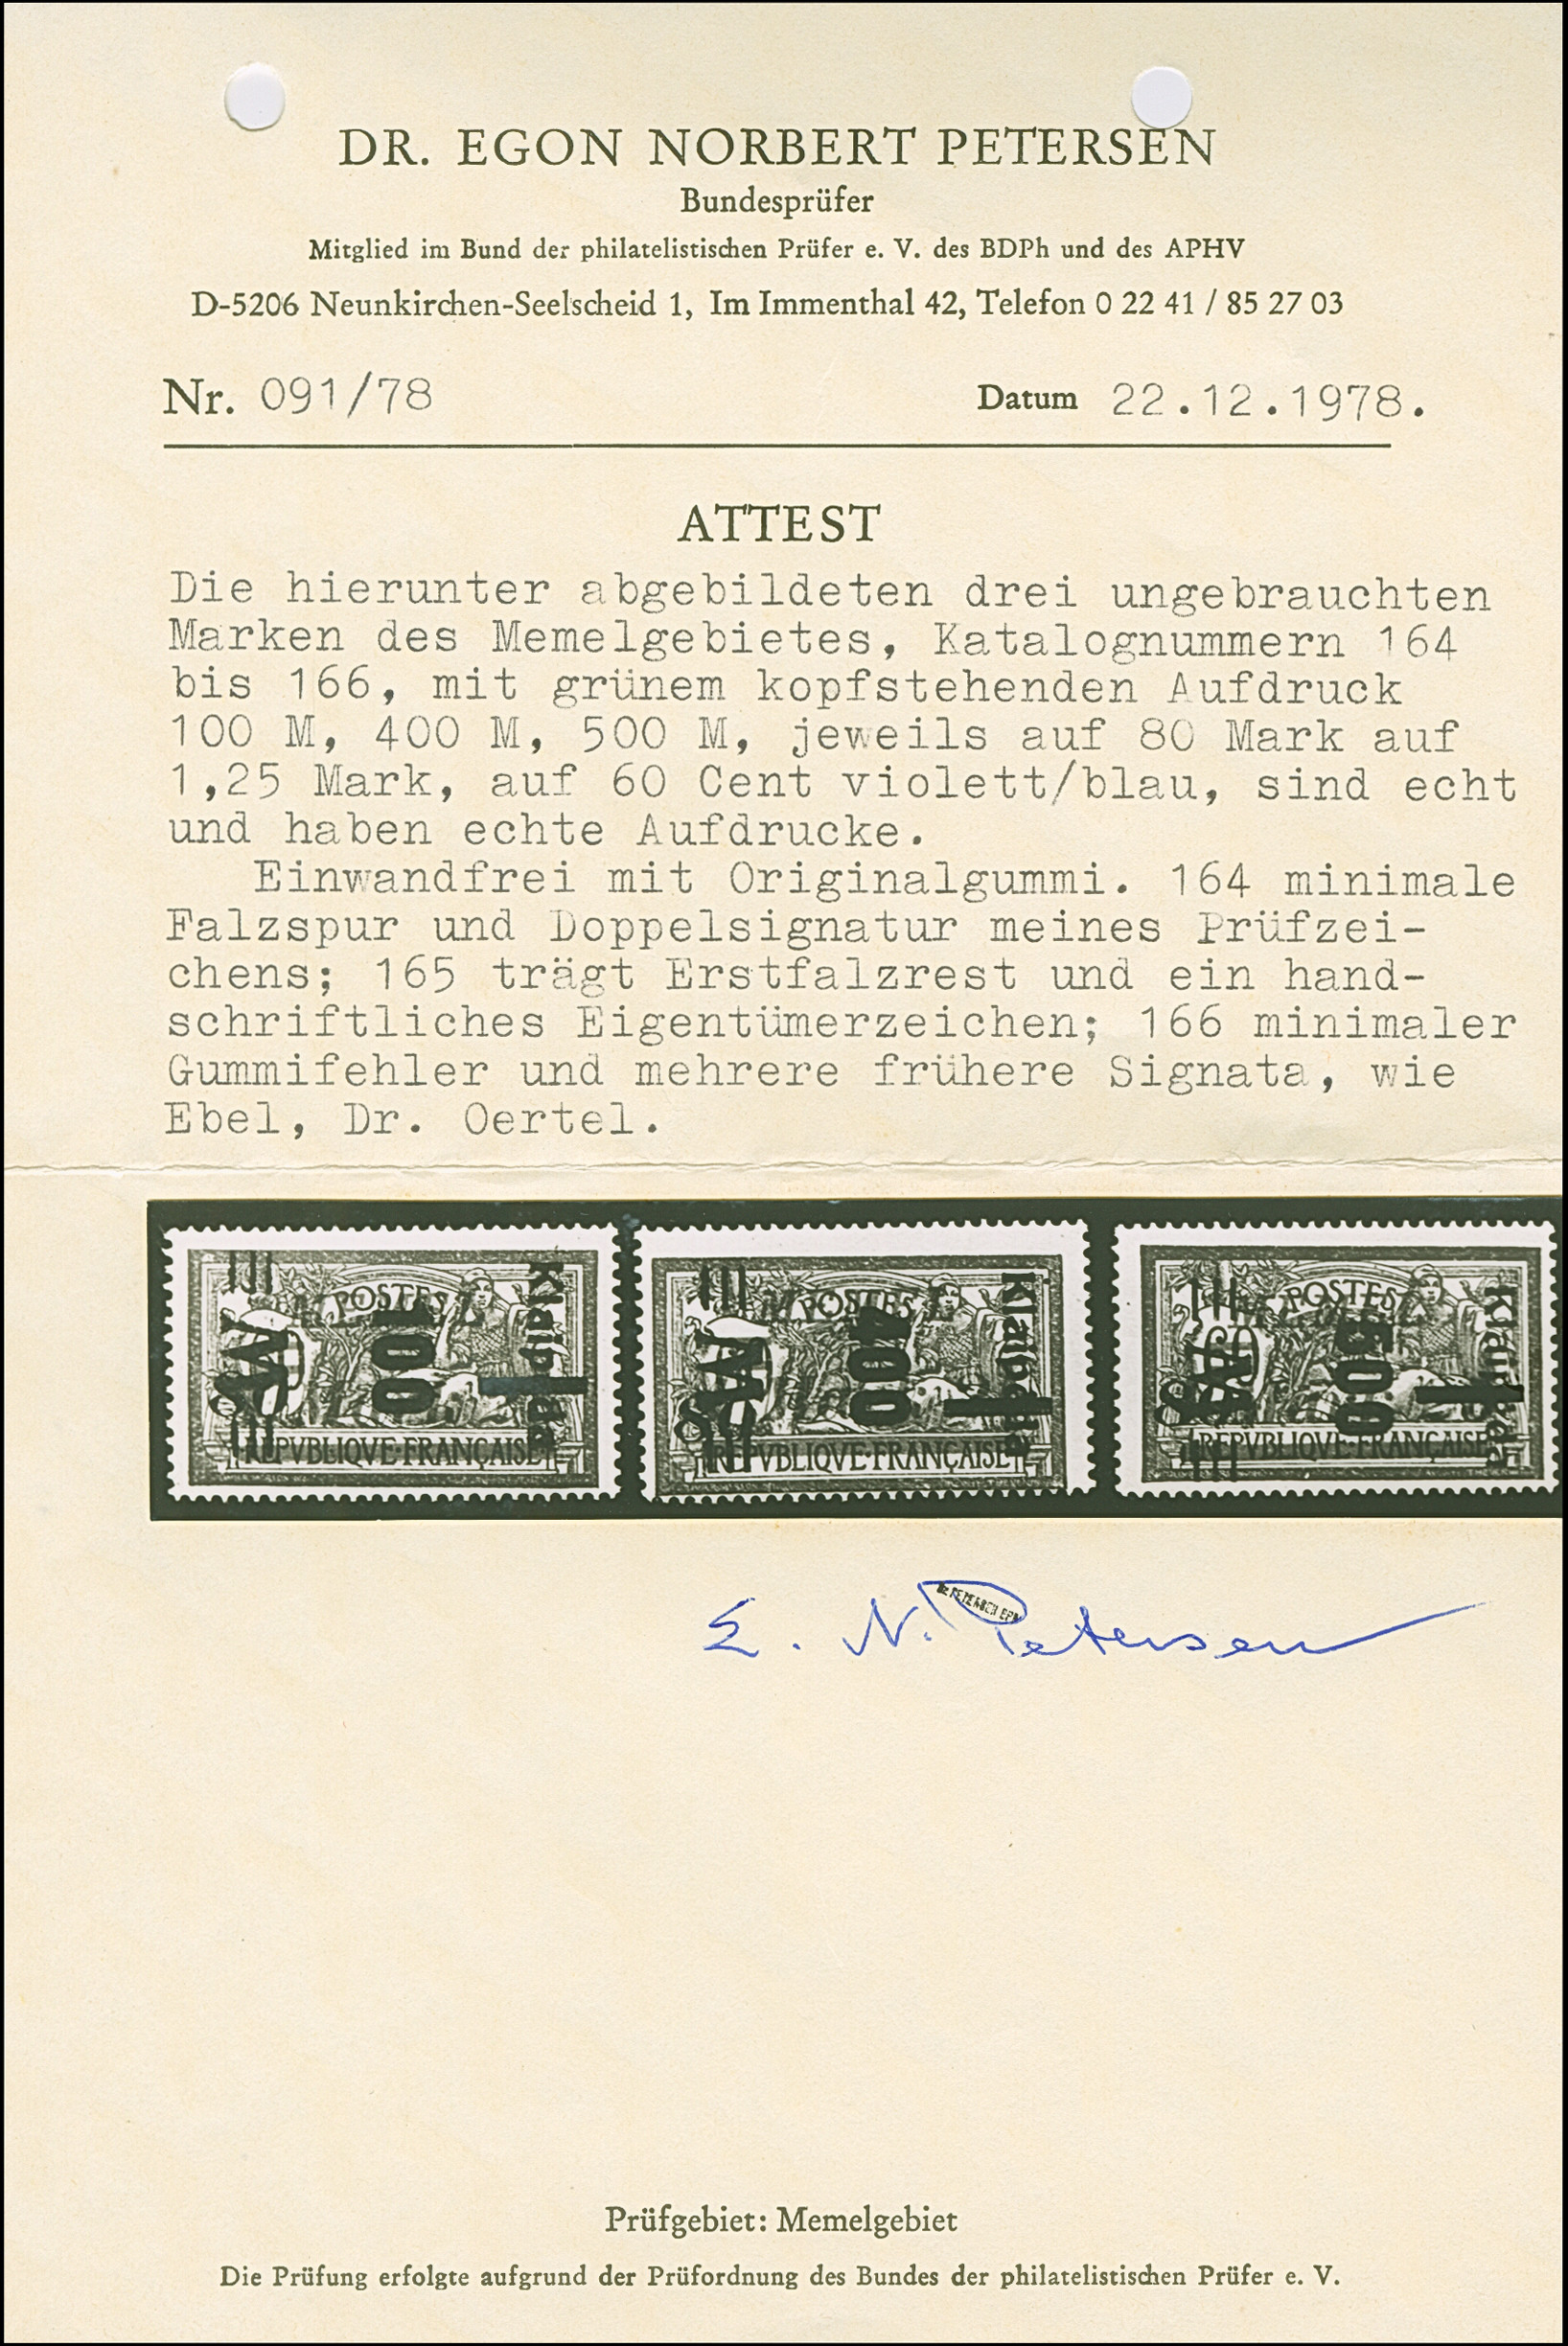 DR. EGON NORBERT PETERSEN
Bundesprüfer
Mitglied im Bund der philatelistischen Prüfer e. V. des BDPh und des APHV
D-5206 Neunkirchen-Seelscheid 1, Im Immenthal 42, Telefon 0 22 41 / 85 27 03
Nr. 091/78 Datum 22.12.1978.
ATTEST
Die hierunter abgebildeten drei ungebrauchten
Marken des Memelgebietes, Katalognummern 164
bis 166, mit grünem kopfstehenden Aufdruck
100 M, 400 M, 500 M, jeweils auf 80 Mark auf
1,25 Mark, auf 60 Cent violett/blau, sind echt
und haben echte Aufdrucke.
Einwandfrei mit Originalgummi. 164 minimale
Falzspur und Doppelsignatur meines Prüfzei-
chens; 165 trägt Erstfalzrest und ein hand-
schriftliches Eigentümerzeichen; 166 minimaler
Gummifehler und mehrere frühere Signata, wie
Ebel, Dr. Oertel.
POSTES
100
Klaipeda
REPVBLIQVE·FRANÇAISE
POSTES
400
Klaipeda
REPVBLIQVE·FRANÇAISE
POSTES
500
Klaipeda
REPVBLIQVE·FRANÇAISE
E. N. Petersen
Prüfgebiet: Memelgebiet
Die Prüfung erfolgte aufgrund der Prüfordnung des Bundes der philatelistischen Prüfer e. V.